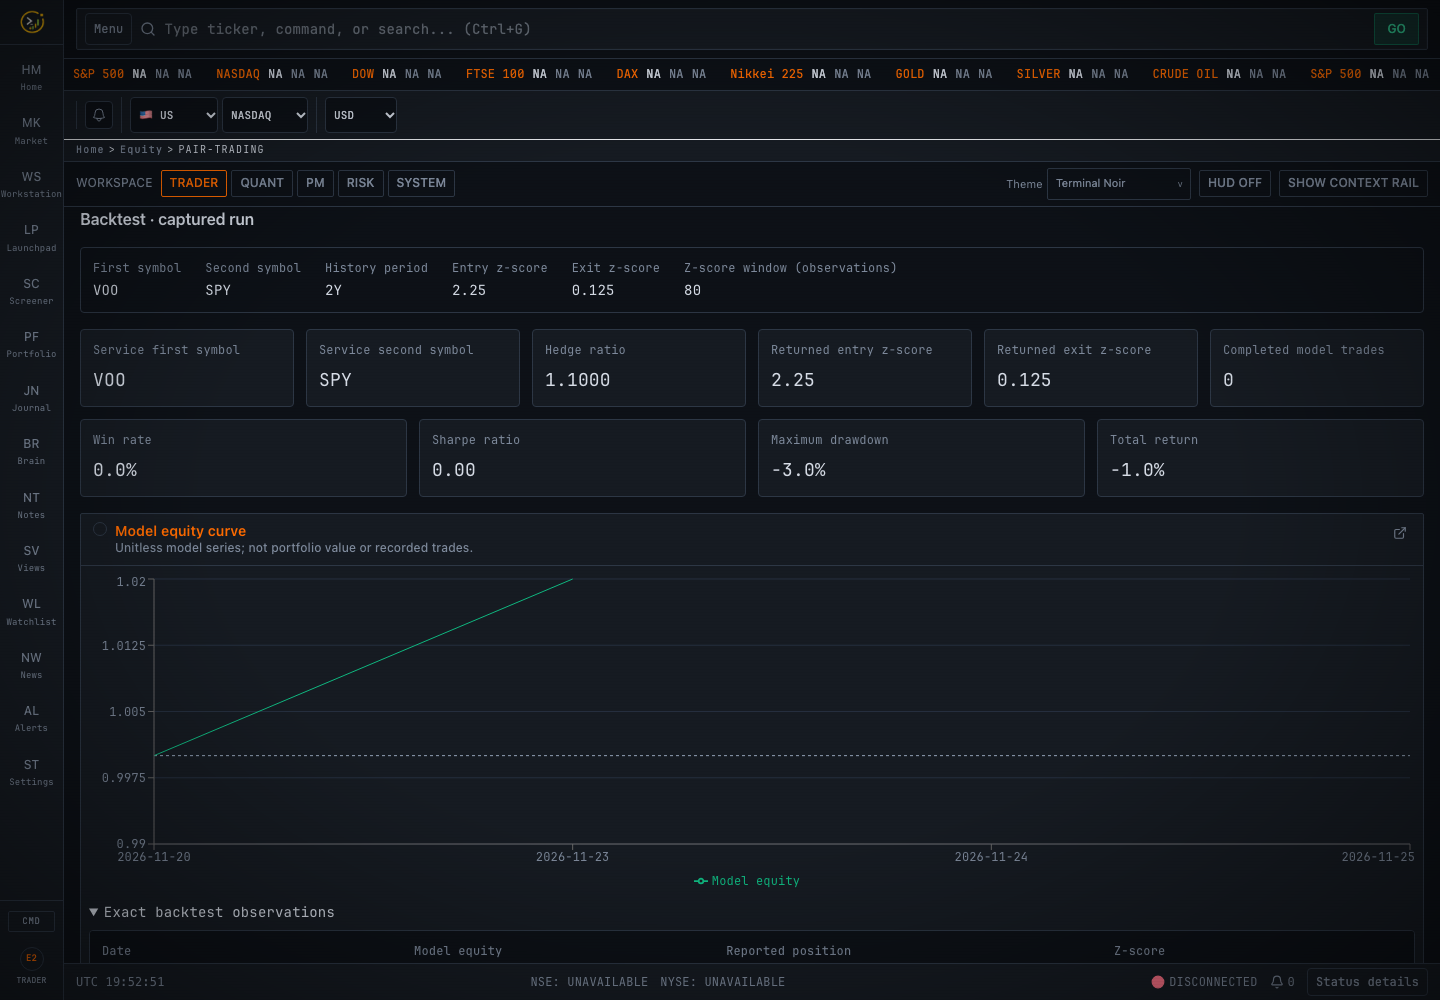 Menu Type ticker, command, or search... (Ctrl+G) GO
S&P 500 NA NA NA NASDAQ NA NA NA DOW NA NA NA FTSE 100 NA NA NA DAX NA NA NA Nikkei 225 NA NA NA GOLD NA NA NA SILVER NA NA NA CRUDE OIL NA NA NA S&P 500 NA NA NA
US NASDAQ USD
Home > Equity > PAIR-TRADING
WORKSPACE TRADER QUANT PM RISK SYSTEM Theme Terminal Noir HUD OFF SHOW CONTEXT RAIL
HM
Home
MK
Market
WS
Workstation
LP
Launchpad
SC
Screener
PF
Portfolio
JN
Journal
BR
Brain
NT
Notes
SV
Views
WL
Watchlist
NW
News
AL
Alerts
ST
Settings
CMD
E2
TRADER
Backtest · captured run
First symbol Second symbol History period Entry z-score Exit z-score Z-score window (observations)
VOO SPY 2Y 2.25 0.125 80
Service first symbol Service second symbol Hedge ratio Returned entry z-score Returned exit z-score Completed model trades
VOO SPY 1.1000 2.25 0.125 0
Win rate Sharpe ratio Maximum drawdown Total return
0.0% 0.00 -3.0% -1.0%
Model equity curve
Unitless model series; not portfolio value or recorded trades.
1.02
1.0125
1.005
0.9975
0.99
2026-11-20 2026-11-23 2026-11-24 2026-11-25
Model equity
▼ Exact backtest observations
Date Model equity Reported position Z-score
UTC 19:52:51 NSE: UNAVAILABLE NYSE: UNAVAILABLE DISCONNECTED 0 Status details